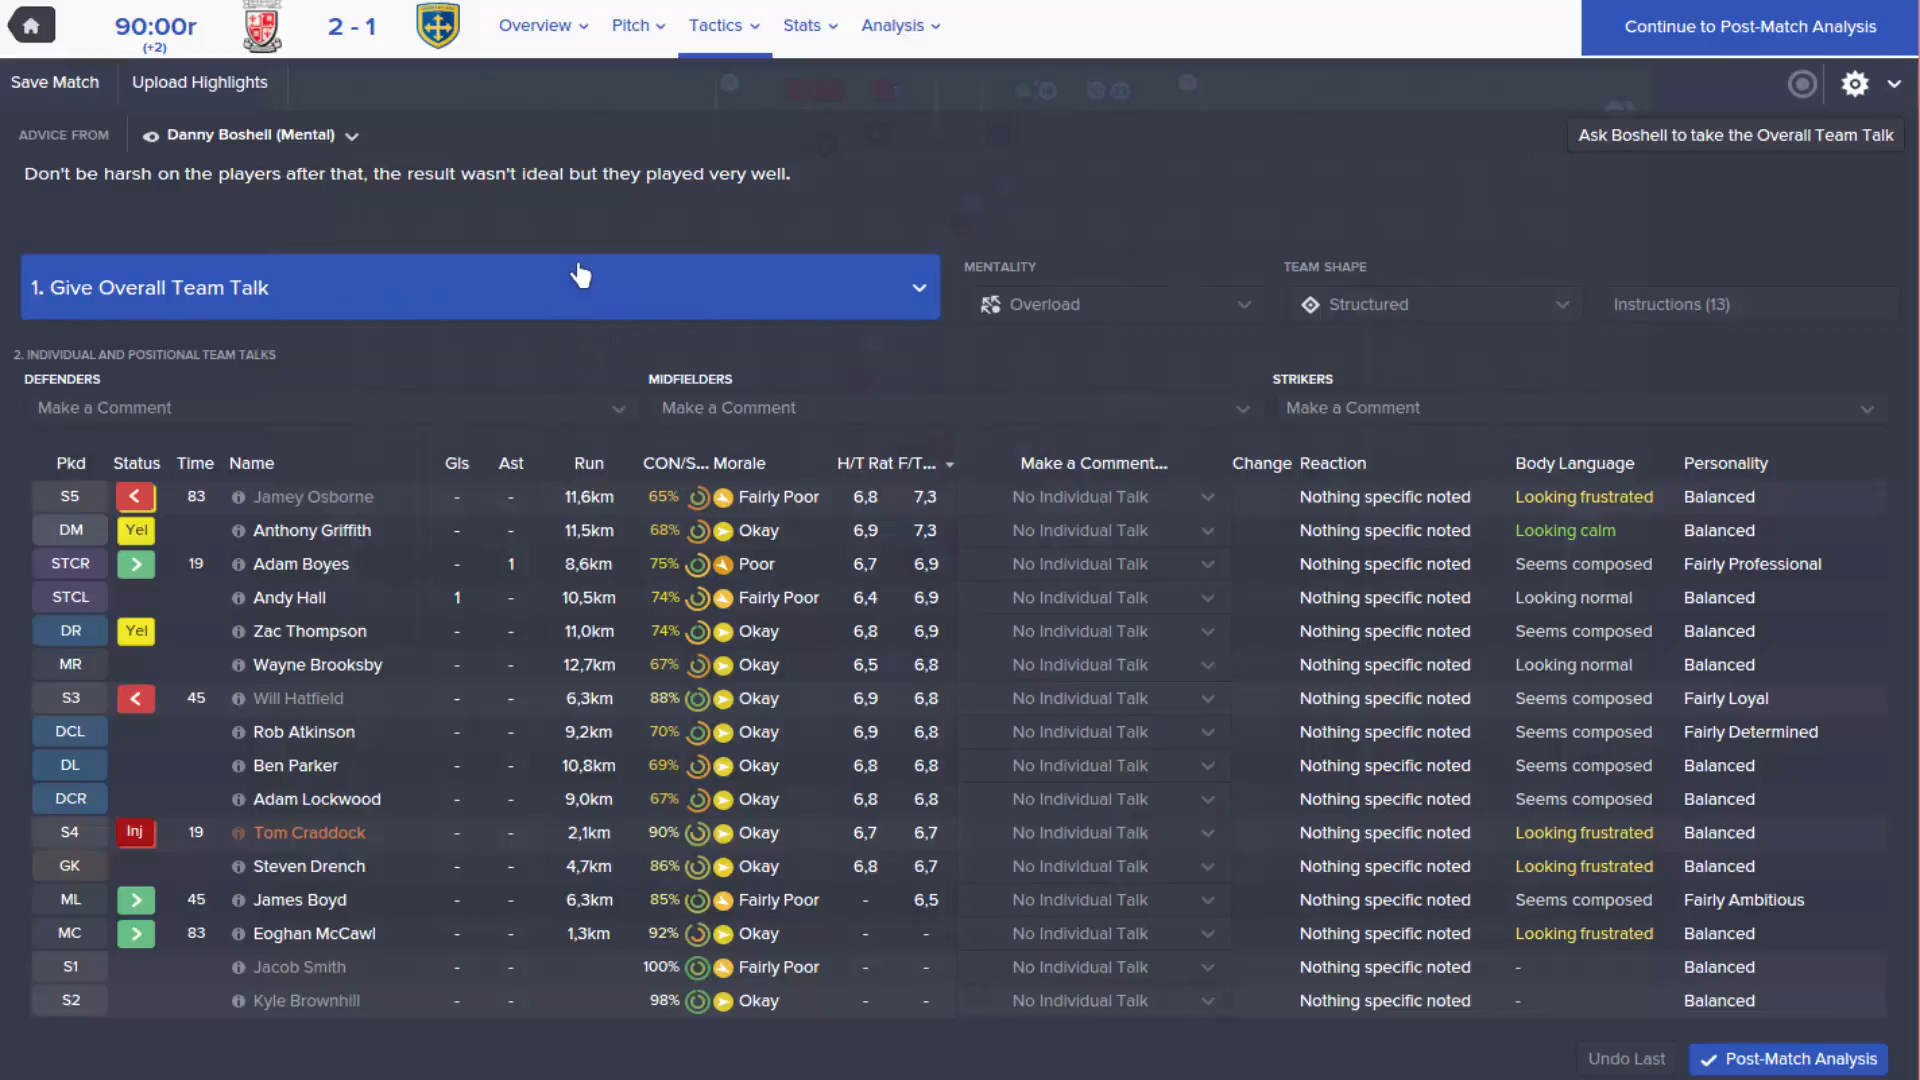 90:00r
(+2)
2 - 1
Overview
Pitch
Tactics
Stats
Analysis
Continue to Post-Match Analysis
Save Match
Upload Highlights
ADVICE FROM
Danny Boshell (Mental)
Ask Boshell to take the Overall Team Talk
Don't be harsh on the players after that, the result wasn't ideal but they played very well.
1. Give Overall Team Talk
MENTALITY
Overload
TEAM SHAPE
Structured
Instructions (13)
2. INDIVIDUAL AND POSITIONAL TEAM TALKS
DEFENDERS
MIDFIELDERS
STRIKERS
Make a Comment
Make a Comment
Make a Comment
Pkd Status Time Name Gls Ast Run CON/S... Morale H/T Rat F/T... Make a Comment... Change Reaction Body Language Personality
S5 < 83 Jamey Osborne - - 11,6km 65% Fairly Poor 6,8 7,3 No Individual Talk Nothing specific noted Looking frustrated Balanced
DM Yel Anthony Griffith - - 11,5km 68% Okay 6,9 7,3 No Individual Talk Nothing specific noted Looking calm Balanced
STCR > 19 Adam Boyes - 1 8,6km 75% Poor 6,7 6,9 No Individual Talk Nothing specific noted Seems composed Fairly Professional
STCL Andy Hall 1 - 10,5km 74% Fairly Poor 6,4 6,9 No Individual Talk Nothing specific noted Looking normal Balanced
DR Yel Zac Thompson - - 11,0km 74% Okay 6,8 6,9 No Individual Talk Nothing specific noted Seems composed Balanced
MR Wayne Brooksby - - 12,7km 67% Okay 6,5 6,8 No Individual Talk Nothing specific noted Looking normal Balanced
S3 < 45 Will Hatfield - - 6,3km 88% Okay 6,9 6,8 No Individual Talk Nothing specific noted Seems composed Fairly Loyal
DCL Rob Atkinson - - 9,2km 70% Okay 6,9 6,8 No Individual Talk Nothing specific noted Seems composed Fairly Determined
DL Ben Parker - - 10,8km 69% Okay 6,8 6,8 No Individual Talk Nothing specific noted Seems composed Balanced
DCR Adam Lockwood - - 9,0km 67% Okay 6,8 6,8 No Individual Talk Nothing specific noted Seems composed Balanced
S4 Inj 19 Tom Craddock - - 2,1km 90% Okay 6,7 6,7 No Individual Talk Nothing specific noted Looking frustrated Balanced
GK Steven Drench - - 4,7km 86% Okay 6,8 6,7 No Individual Talk Nothing specific noted Looking frustrated Balanced
ML > 45 James Boyd - - 6,3km 85% Fairly Poor - 6,5 No Individual Talk Nothing specific noted Seems composed Fairly Ambitious
MC > 83 Eoghan McCawl - - 1,3km 92% Okay - - No Individual Talk Nothing specific noted Looking frustrated Balanced
S1 Jacob Smith - - 100% Fairly Poor - - No Individual Talk Nothing specific noted - Balanced
S2 Kyle Brownhill - - 98% Okay - - No Individual Talk Nothing specific noted - Balanced
Undo Last
Post-Match Analysis